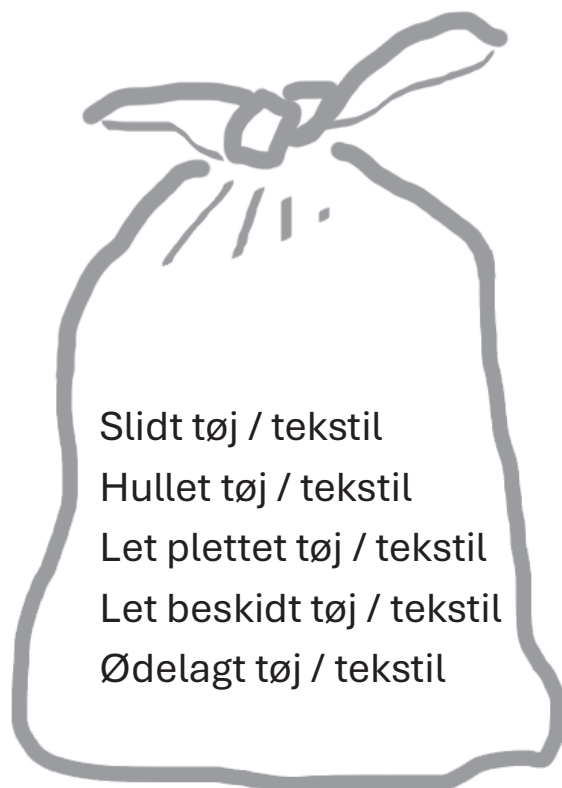 Slidt tøj / tekstil
Hullet tøj / tekstil
Let plettet tøj / tekstil
Let beskidt tøj / tekstil
Ødelagt tøj / tekstil